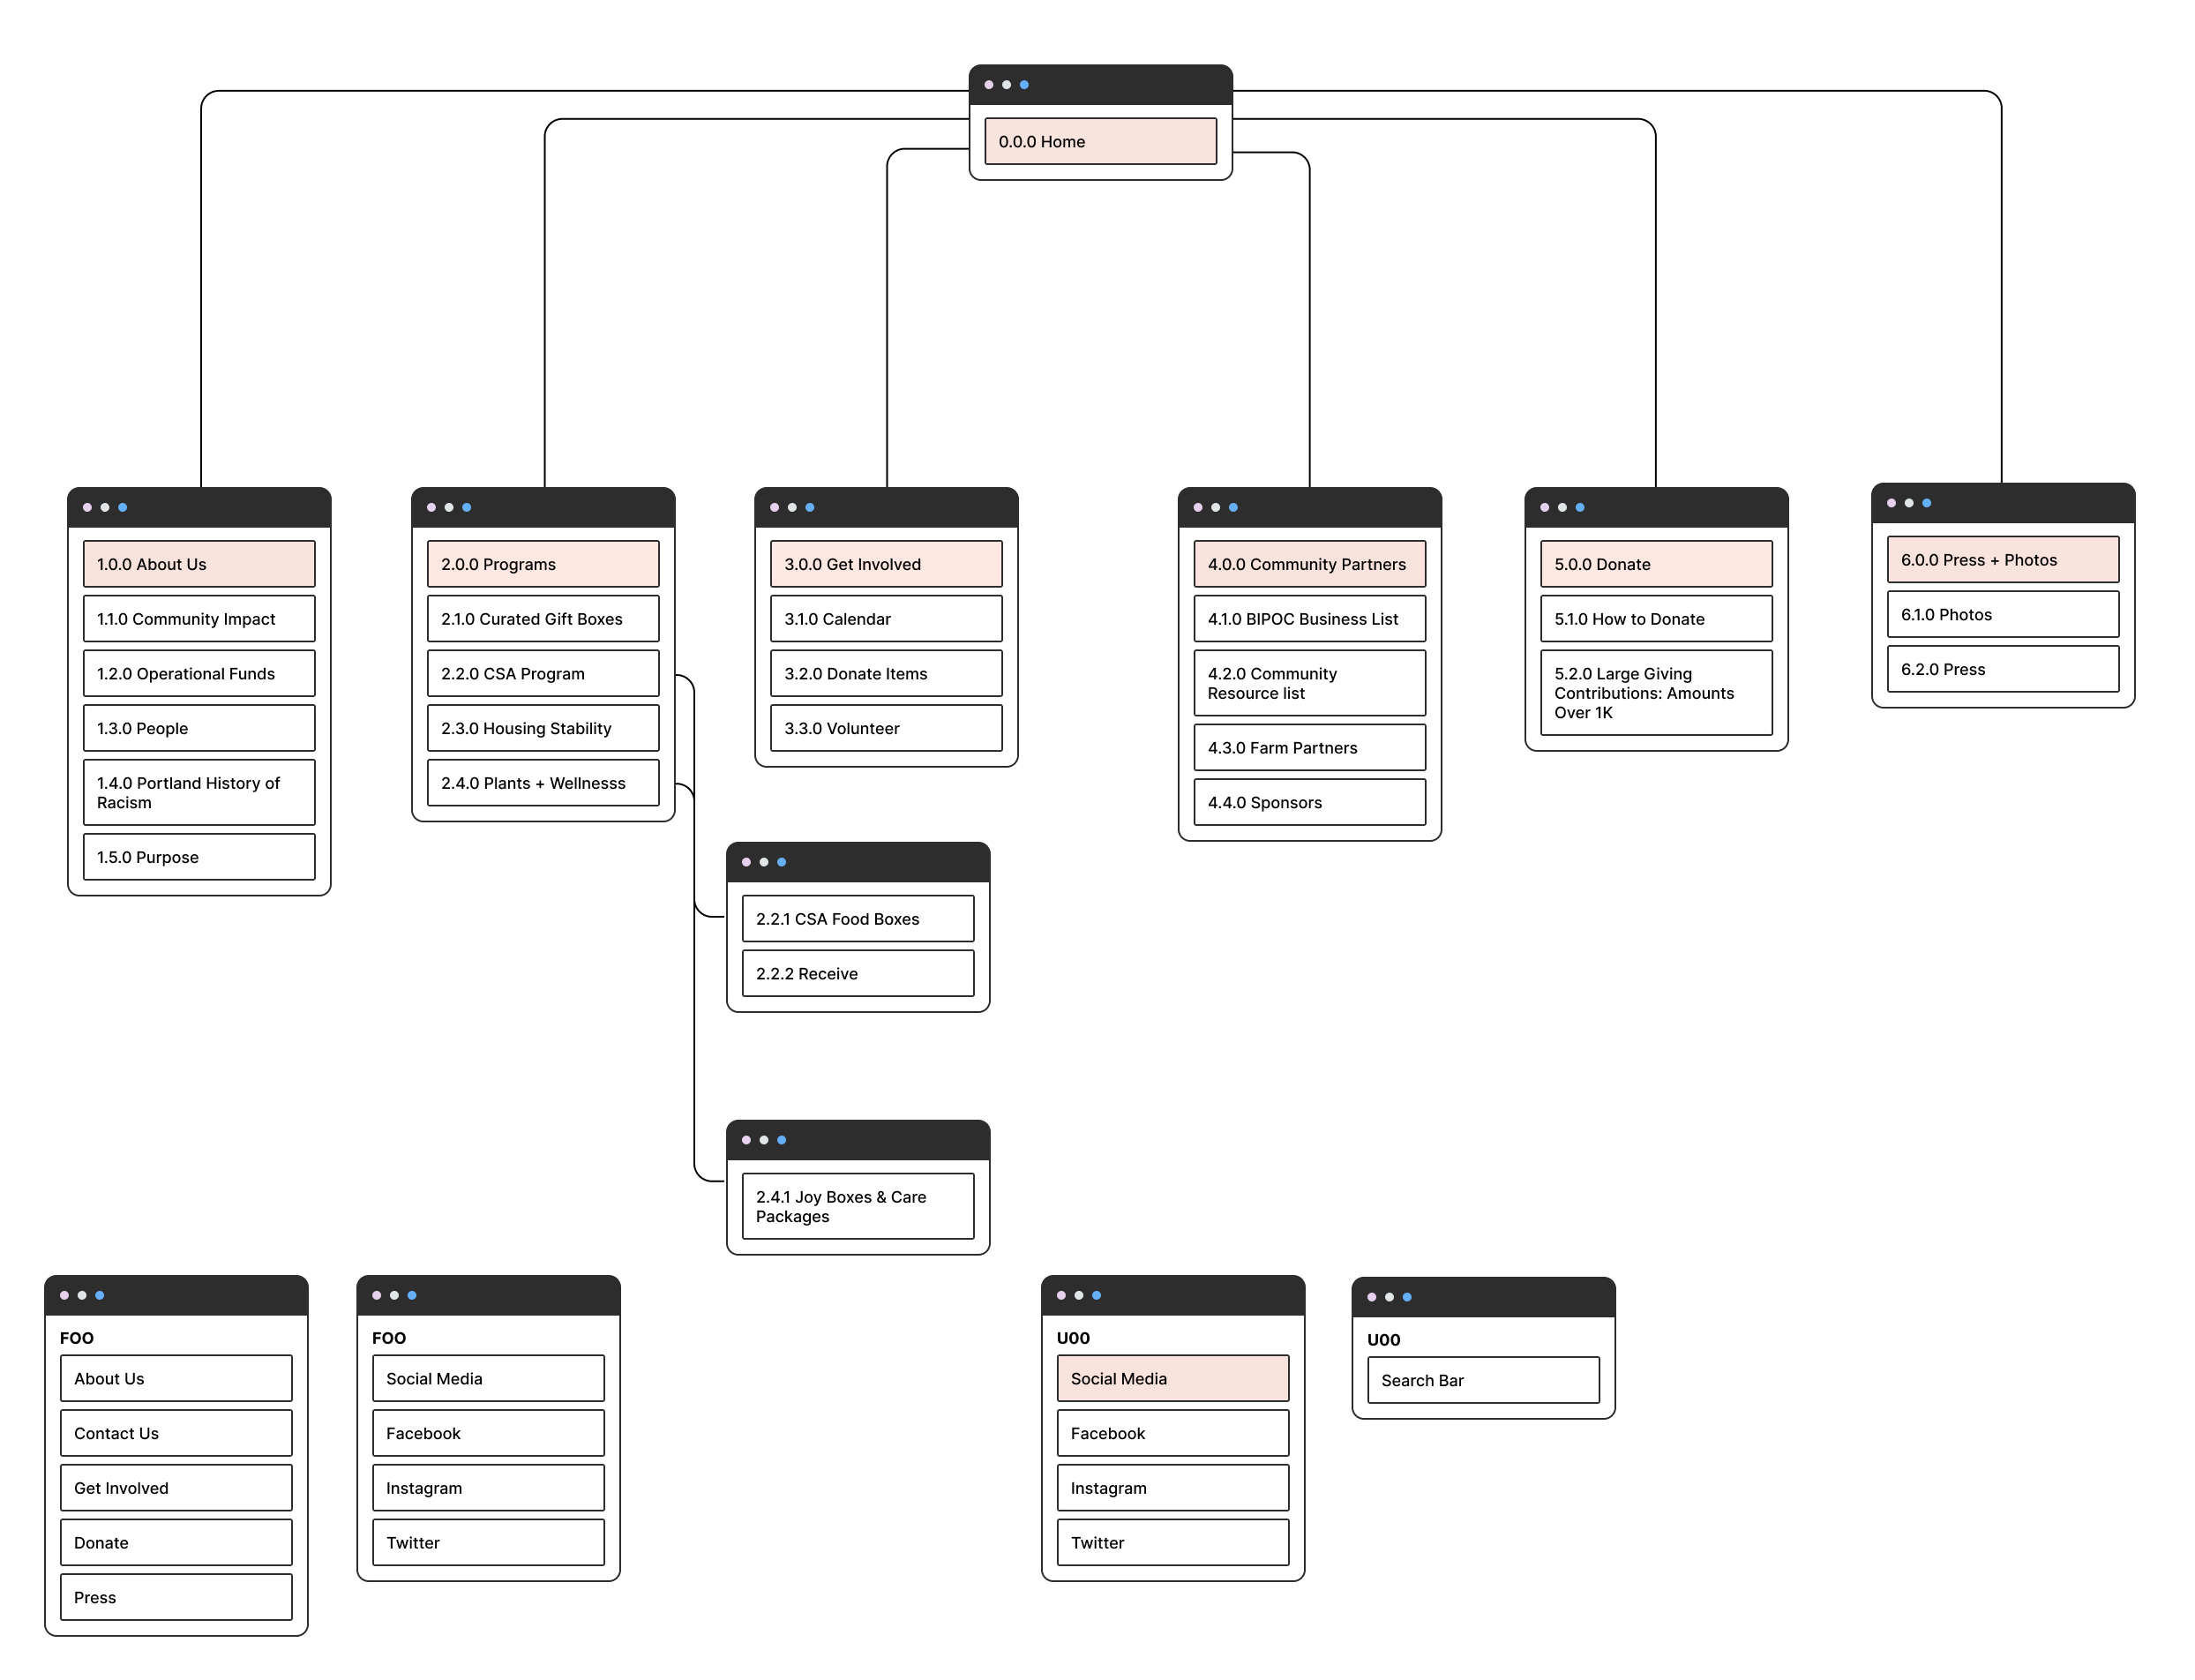 0.0.0 Home
1.0.0 About Us
1.1.0 Community Impact
1.2.0 Operational Funds
1.3.0 People
1.4.0 Portland History of
Racism
1.5.0 Purpose
2.0.0 Programs
2.1.0 Curated Gift Boxes
2.2.0 CSA Program
2.3.0 Housing Stability
2.4.0 Plants + Wellnesss
3.0.0 Get Involved
3.1.0 Calendar
3.2.0 Donate Items
3.3.0 Volunteer
4.0.0 Community Partners
4.1.0 BIPOC Business List
4.2.0 Community
Resource list
4.3.0 Farm Partners
4.4.0 Sponsors
5.0.0 Donate
5.1.0 How to Donate
5.2.0 Large Giving
Contributions: Amounts
Over 1K
6.0.0 Press + Photos
6.1.0 Photos
6.2.0 Press
2.2.1 CSA Food Boxes
2.2.2 Receive
2.4.1 Joy Boxes & Care
Packages
FOO
About Us
Contact Us
Get Involved
Donate
Press
FOO
Social Media
Facebook
Instagram
Twitter
U00
Social Media
Facebook
Instagram
Twitter
U00
Search Bar